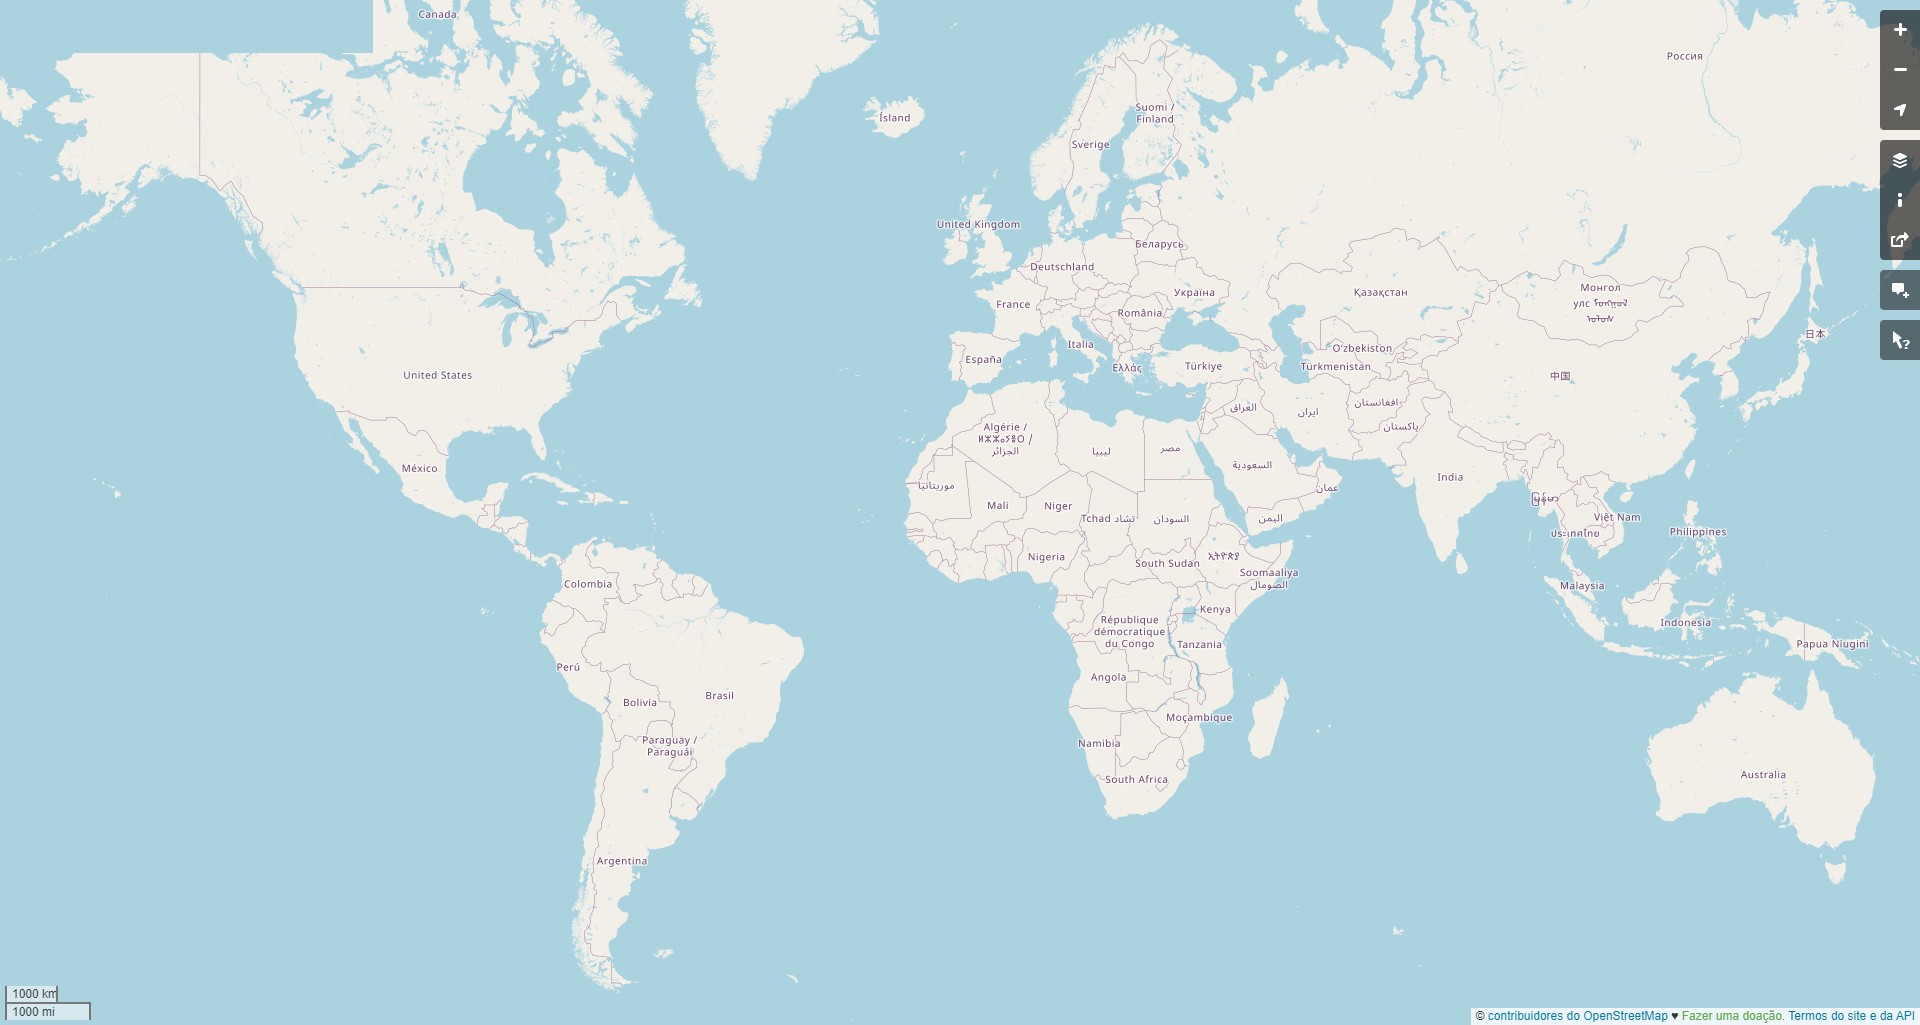 Canada
Россия
Ísland
Suomi /
Finland
Sverige
United Kingdom
Беларусь
Deutschland
Україна
France
România
Қазақстан
Монгол
улс
日本
Italia
España
Ελλάς
Türkiye
Oʻzbekiston
Türkmenistan
中国
United States
افغانستان
العراق
ایران
پاکستان
Algérie /
ⵍⵣⵣⴰⵢⴻⵔ /
الجزائر
ليبيا
مصر
México
السعودية
India
موريتانيا
عمان
မြန်မာ
Mali
Niger
Tchad تشاد
السودان
اليمن
Việt Nam
ประเทศไทย
Philippines
Nigeria
South Sudan
ኢትዮጵያ
Soomaaliya
الصومال
Colombia
Malaysia
Kenya
République
démocratique
du Congo
Indonesia
Tanzania
Papua Niugini
Perú
Angola
Bolivia
Brasil
Moçambique
Paraguay /
Paraguái
Namibia
South Africa
Australia
Argentina
1000 km
1000 mi
© contribuidores do OpenStreetMap ♥ Fazer uma doação. Termos do site e da API